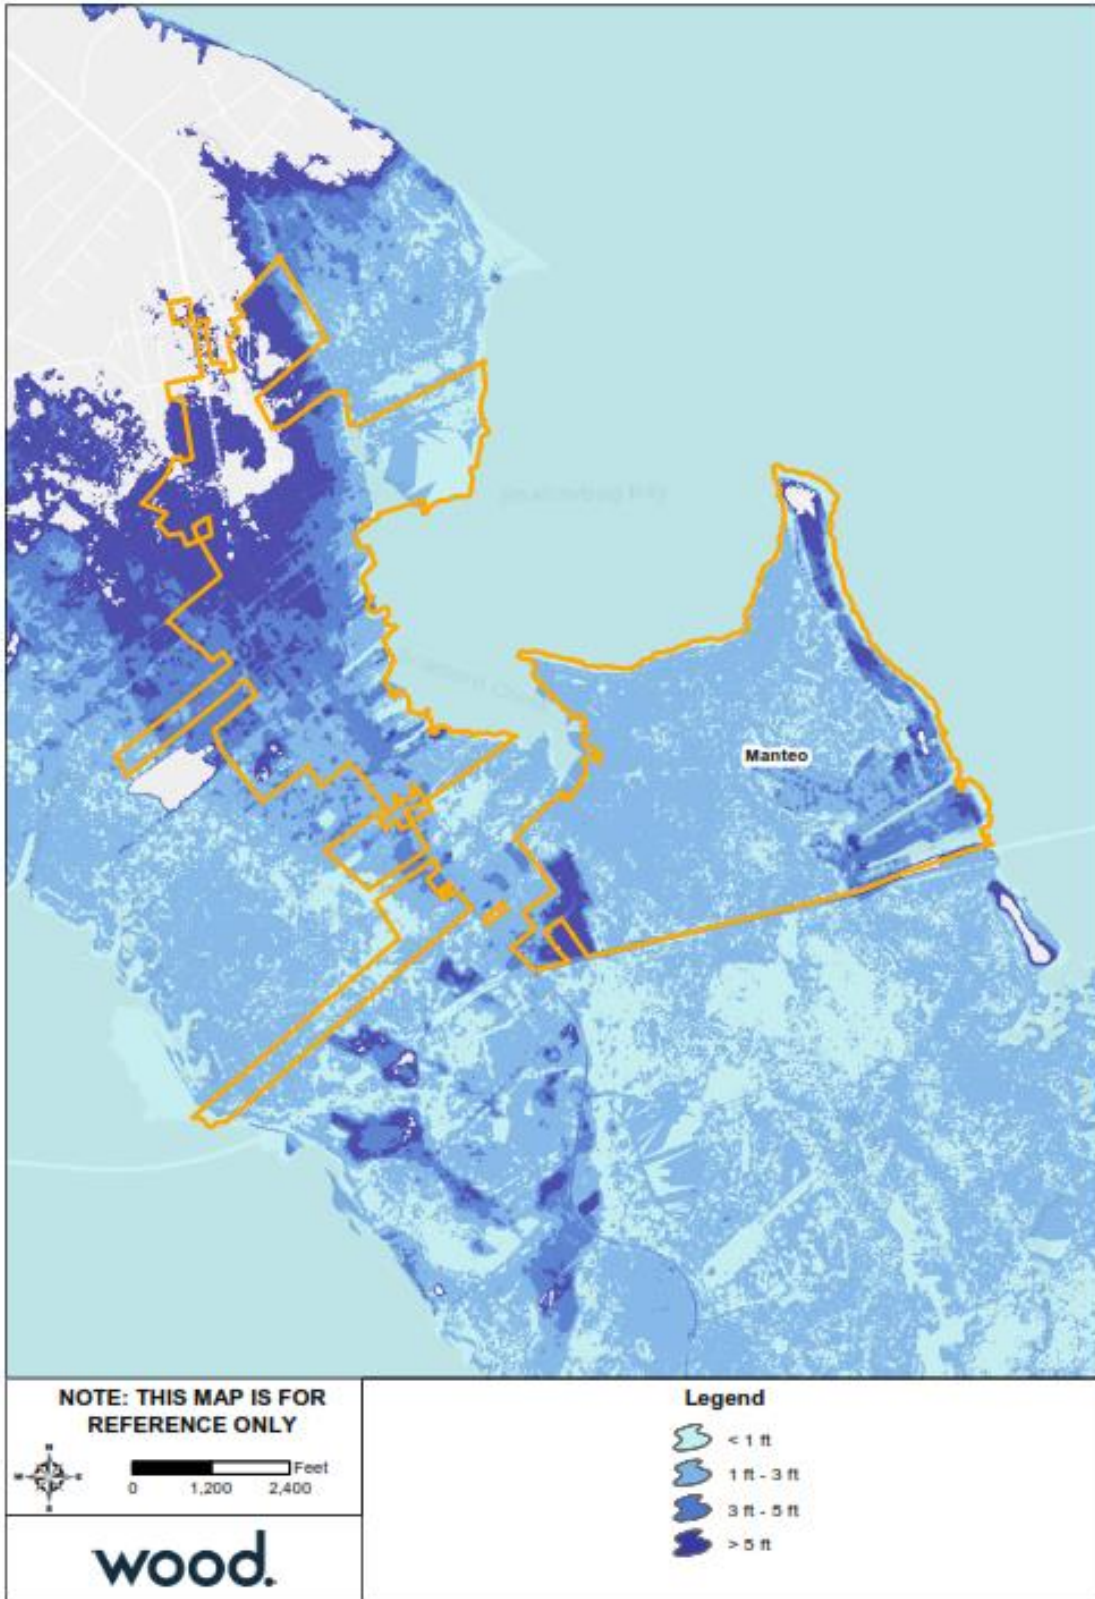 Manteo
NOTE: THIS MAP IS FOR
REFERENCE ONLY
N
W
E
S
Feet
0 1,200 2,400
wood.
Legend
< 1 ft
1 ft - 3 ft
3 ft - 5 ft
> 5 ft